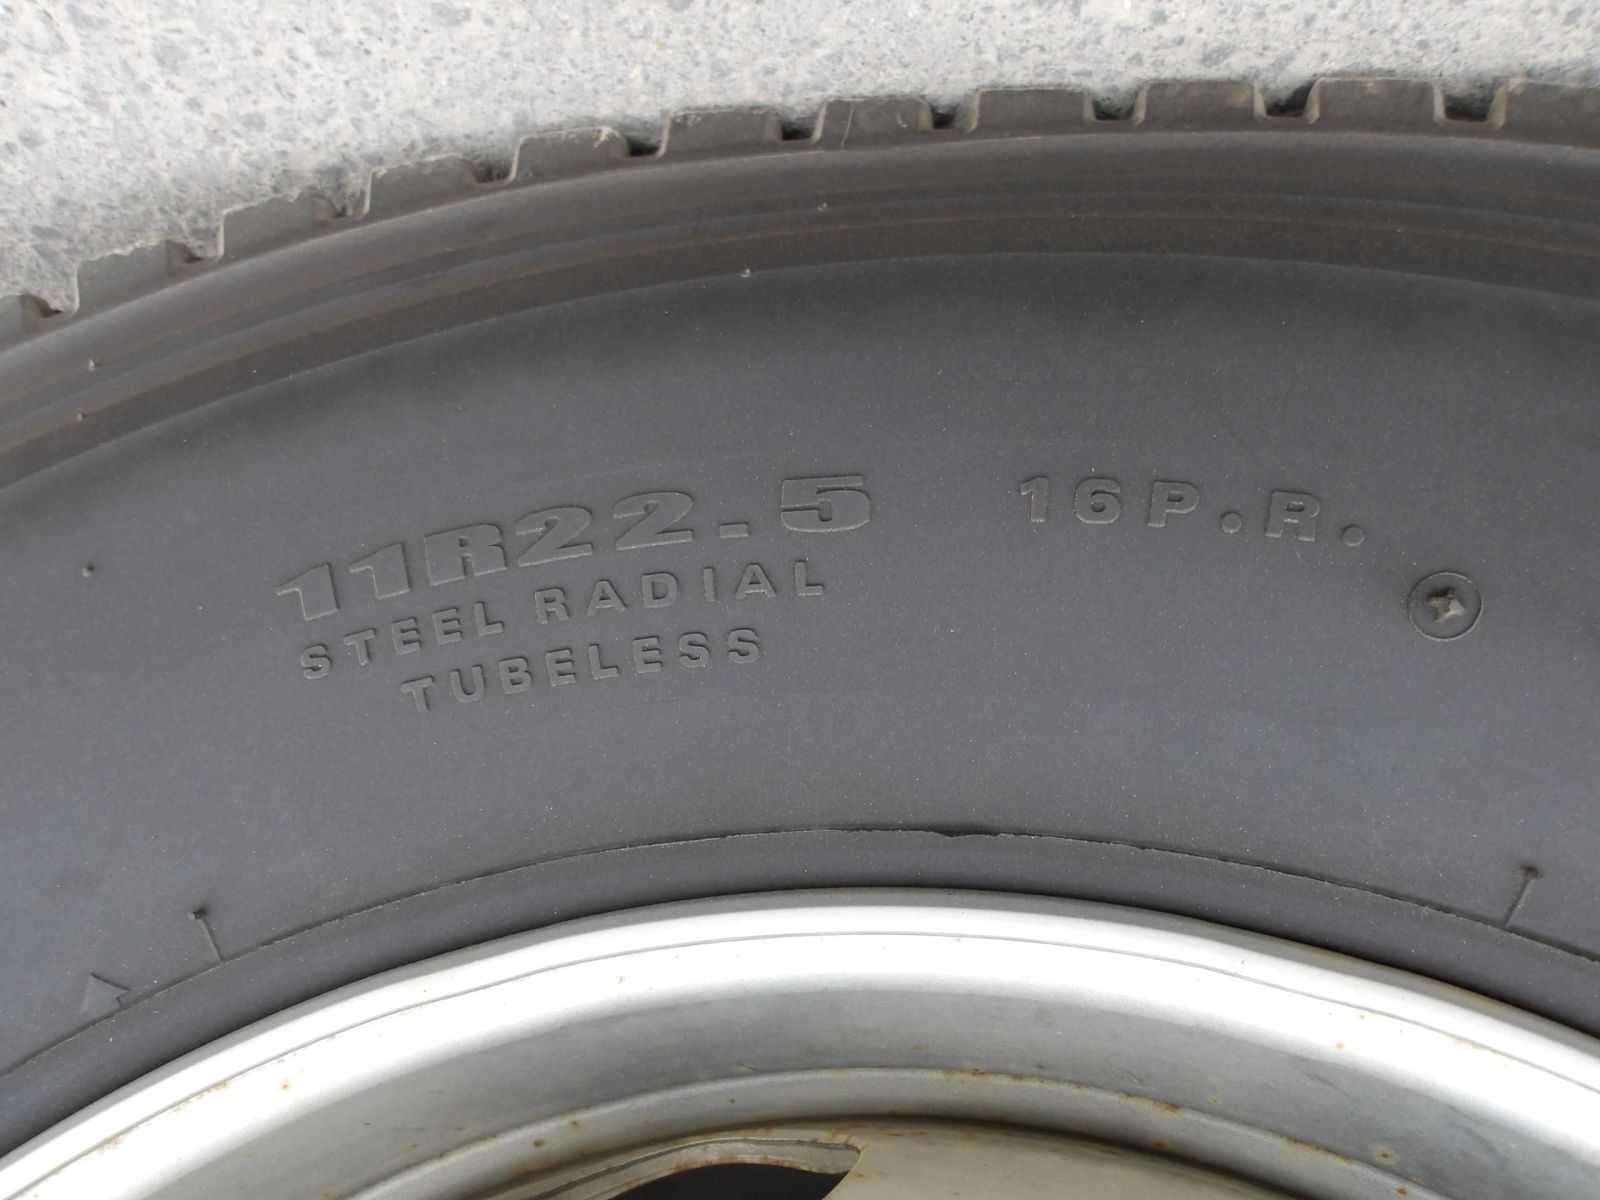 11R22.5 16P.R.
STEEL RADIAL
TUBELESS